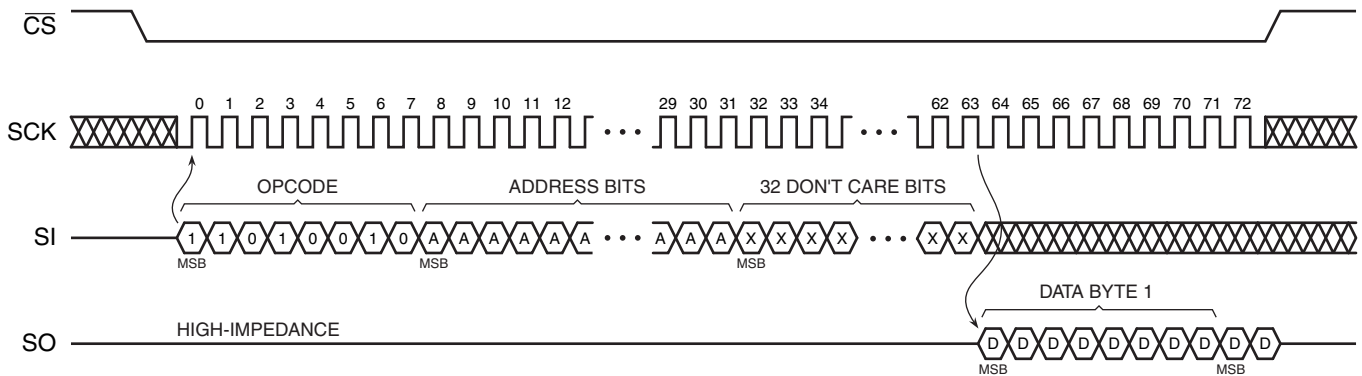 CS
0 1 2 3 4 5 6 7 8 9 10 11 12 29 30 31 32 33 34 62 63 64 65 66 67 68 69 70 71 72
SCK
OPCODE ADDRESS BITS 32 DON'T CARE BITS
SI 1 1 0 1 0 0 1 0 A A A A A A A A A X X X X X X
MSB MSB MSB
DATA BYTE 1
HIGH-IMPEDANCE
SO D D D D D D D D D D
MSB MSB